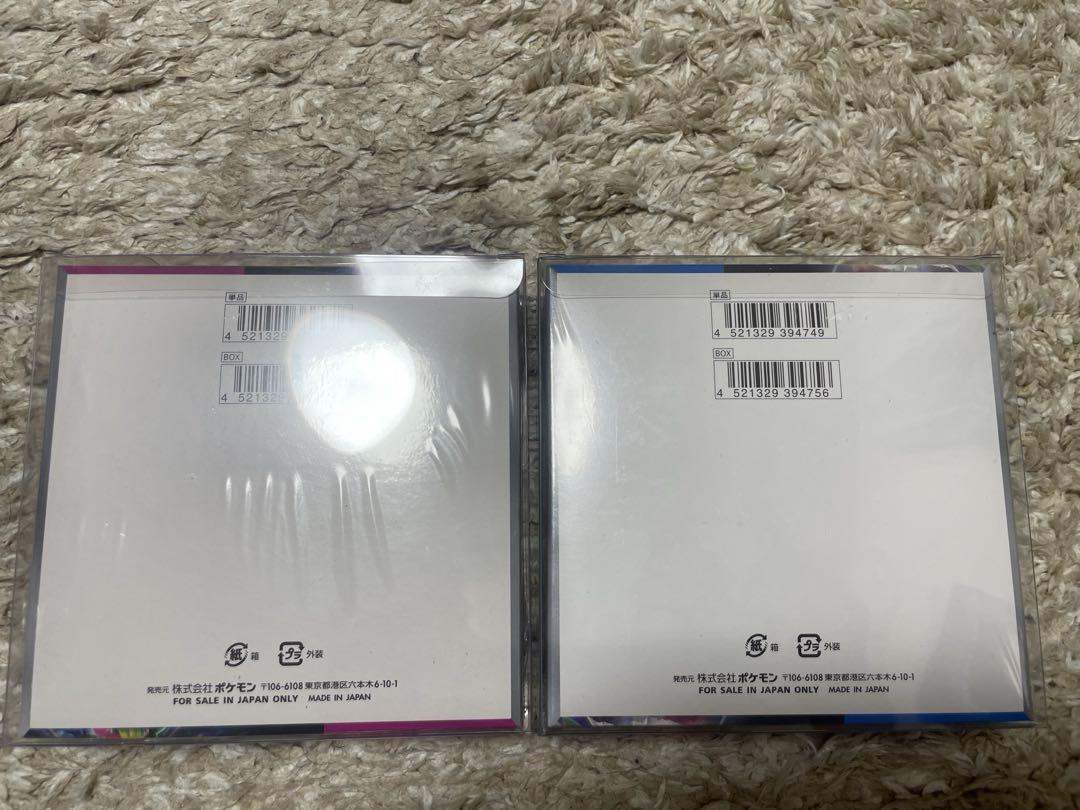 単品
4 521329
BOX
4 521329
紙 箱 プラ 外装
発売元 株式会社 ポケモン 〒106-6108 東京都港区六本木6-10-1
FOR SALE IN JAPAN ONLY MADE IN JAPAN
単品
4 521329 394749
BOX
4 521329 394756
紙 箱 プラ 外装
発売元 株式会社 ポケモン 〒106-6108 東京都港区六本木6-10-1
FOR SALE IN JAPAN ONLY MADE IN JAPAN